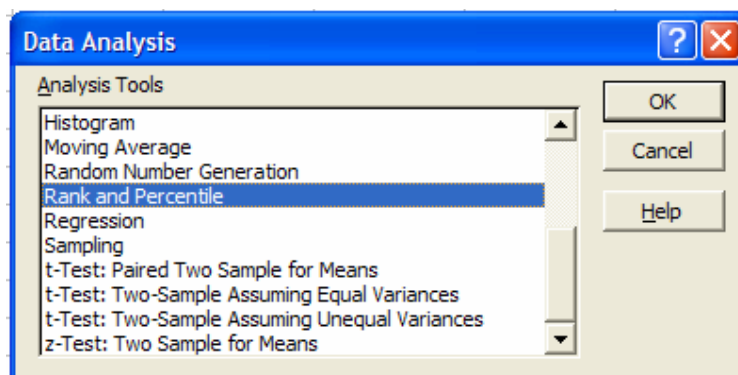 Data Analysis
Analysis Tools
Histogram
Moving Average
Random Number Generation
Rank and Percentile
Regression
Sampling
t-Test: Paired Two Sample for Means
t-Test: Two-Sample Assuming Equal Variances
t-Test: Two-Sample Assuming Unequal Variances
z-Test: Two Sample for Means
OK
Cancel
Help